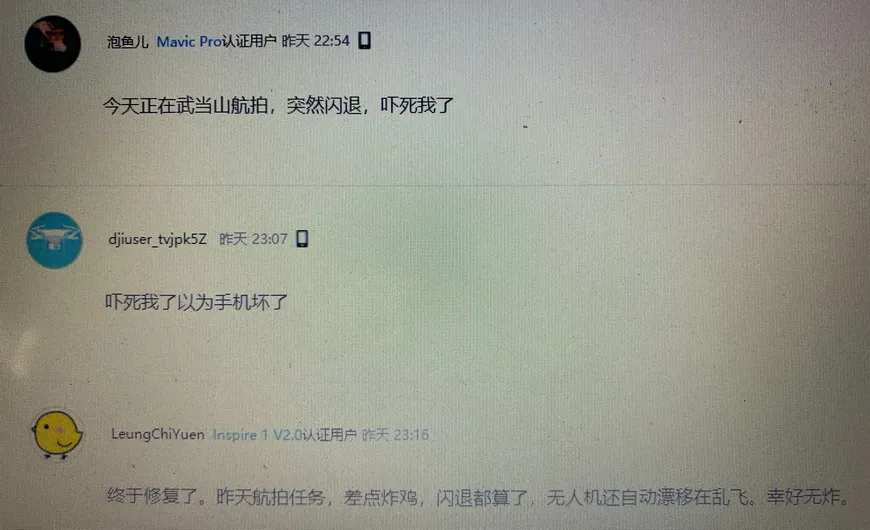 泡鱼儿 Mavic Pro认证用户 昨天 22:54
今天正在武当山航拍，突然闪退，吓死我了
djiuser_tvjpk5Z 昨天 23:07
吓死我了以为手机坏了
LeungChiYuen Inspire 1 V2.0认证用户 昨天 23:16
终于修复了。昨天航拍任务，差点炸鸡，闪退都算了，无人机还自动漂移在乱飞。幸好无炸。